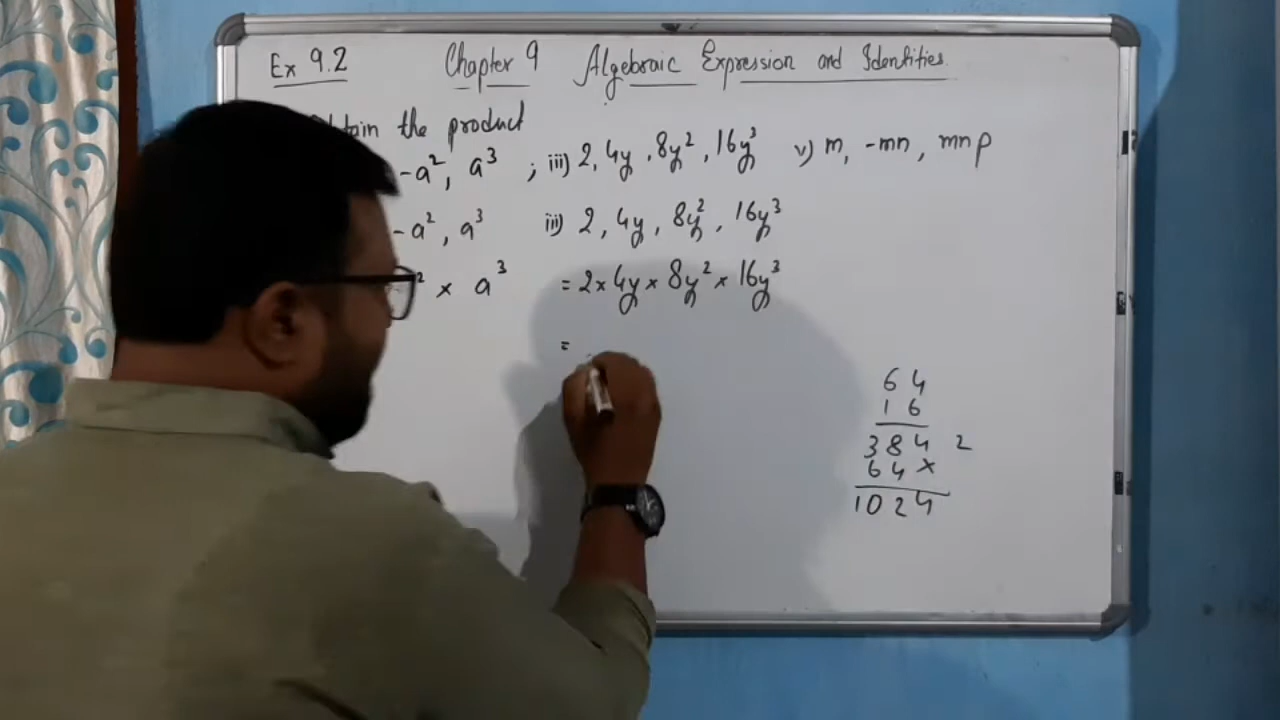 Ex 9.2 Chapter 9 Algebraic Expression and Identities
the product
-a², a³ ; iii) 2, 4y, 8y², 16y³ v) m, -mn, mnp
-a², a³ iii) 2, 4y, 8y², 16y³
² × a³ = 2 × 4y × 8y² × 16y³
=
64
16
384 2
64×
1024